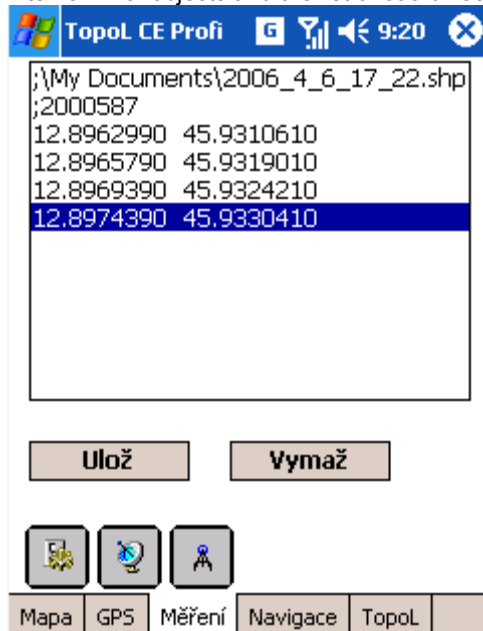 TopoL CE Profi G 9:20
;\My Documents\2006_4_6_17_22.shp
;2000587
12.8962990 45.9310610
12.8965790 45.9319010
12.8969390 45.9324210
12.8974390 45.9330410
Ulož Vymaž
Mapa GPS Měření Navigace TopoL